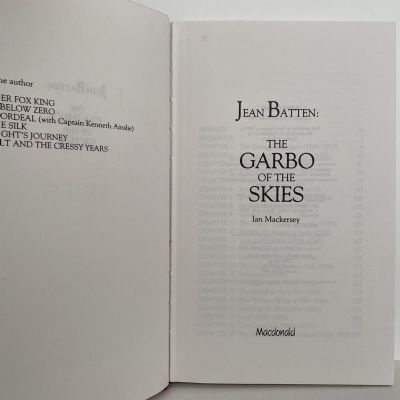 ne author
ER FOX KING
BELOW ZERO
ORDEAL (with Captain Kenneth Ainslie)
E SILK
GHT'S JOURNEY
LT AND THE CRESSY YEARS
JEAN BATTEN:
THE
GARBO
OF THE
SKIES
Ian Mackersey
Macdonald